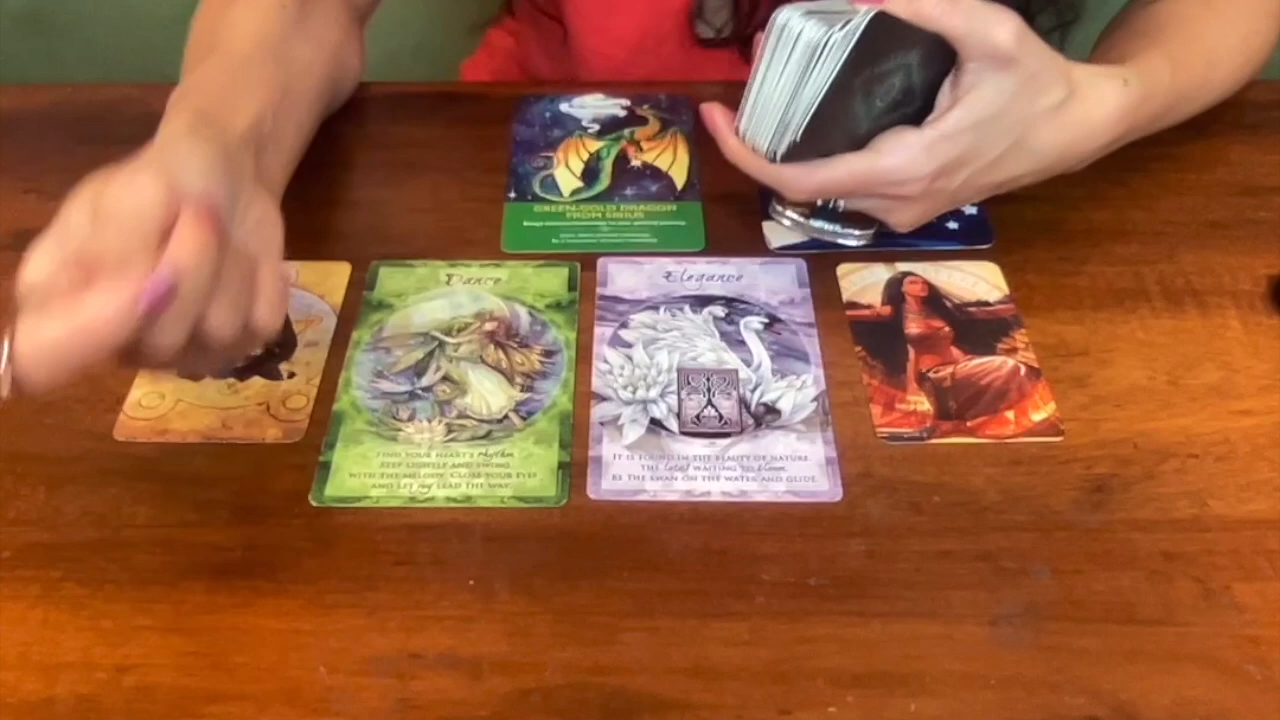 GREEN-GOLD DRAGON
FROM SIRIUS
Dance
FIND YOUR HEART'S rhythm.
STEP LIGHTLY AND SWING
WITH THE MELODY. CLOSE YOUR EYES
AND LET joy LEAD THE WAY.
Elegance
IT IS FOUND IN THE BEAUTY OF NATURE.
THE lotus WAITING TO bloom.
BE THE SWAN ON THE WATER AND GLIDE.